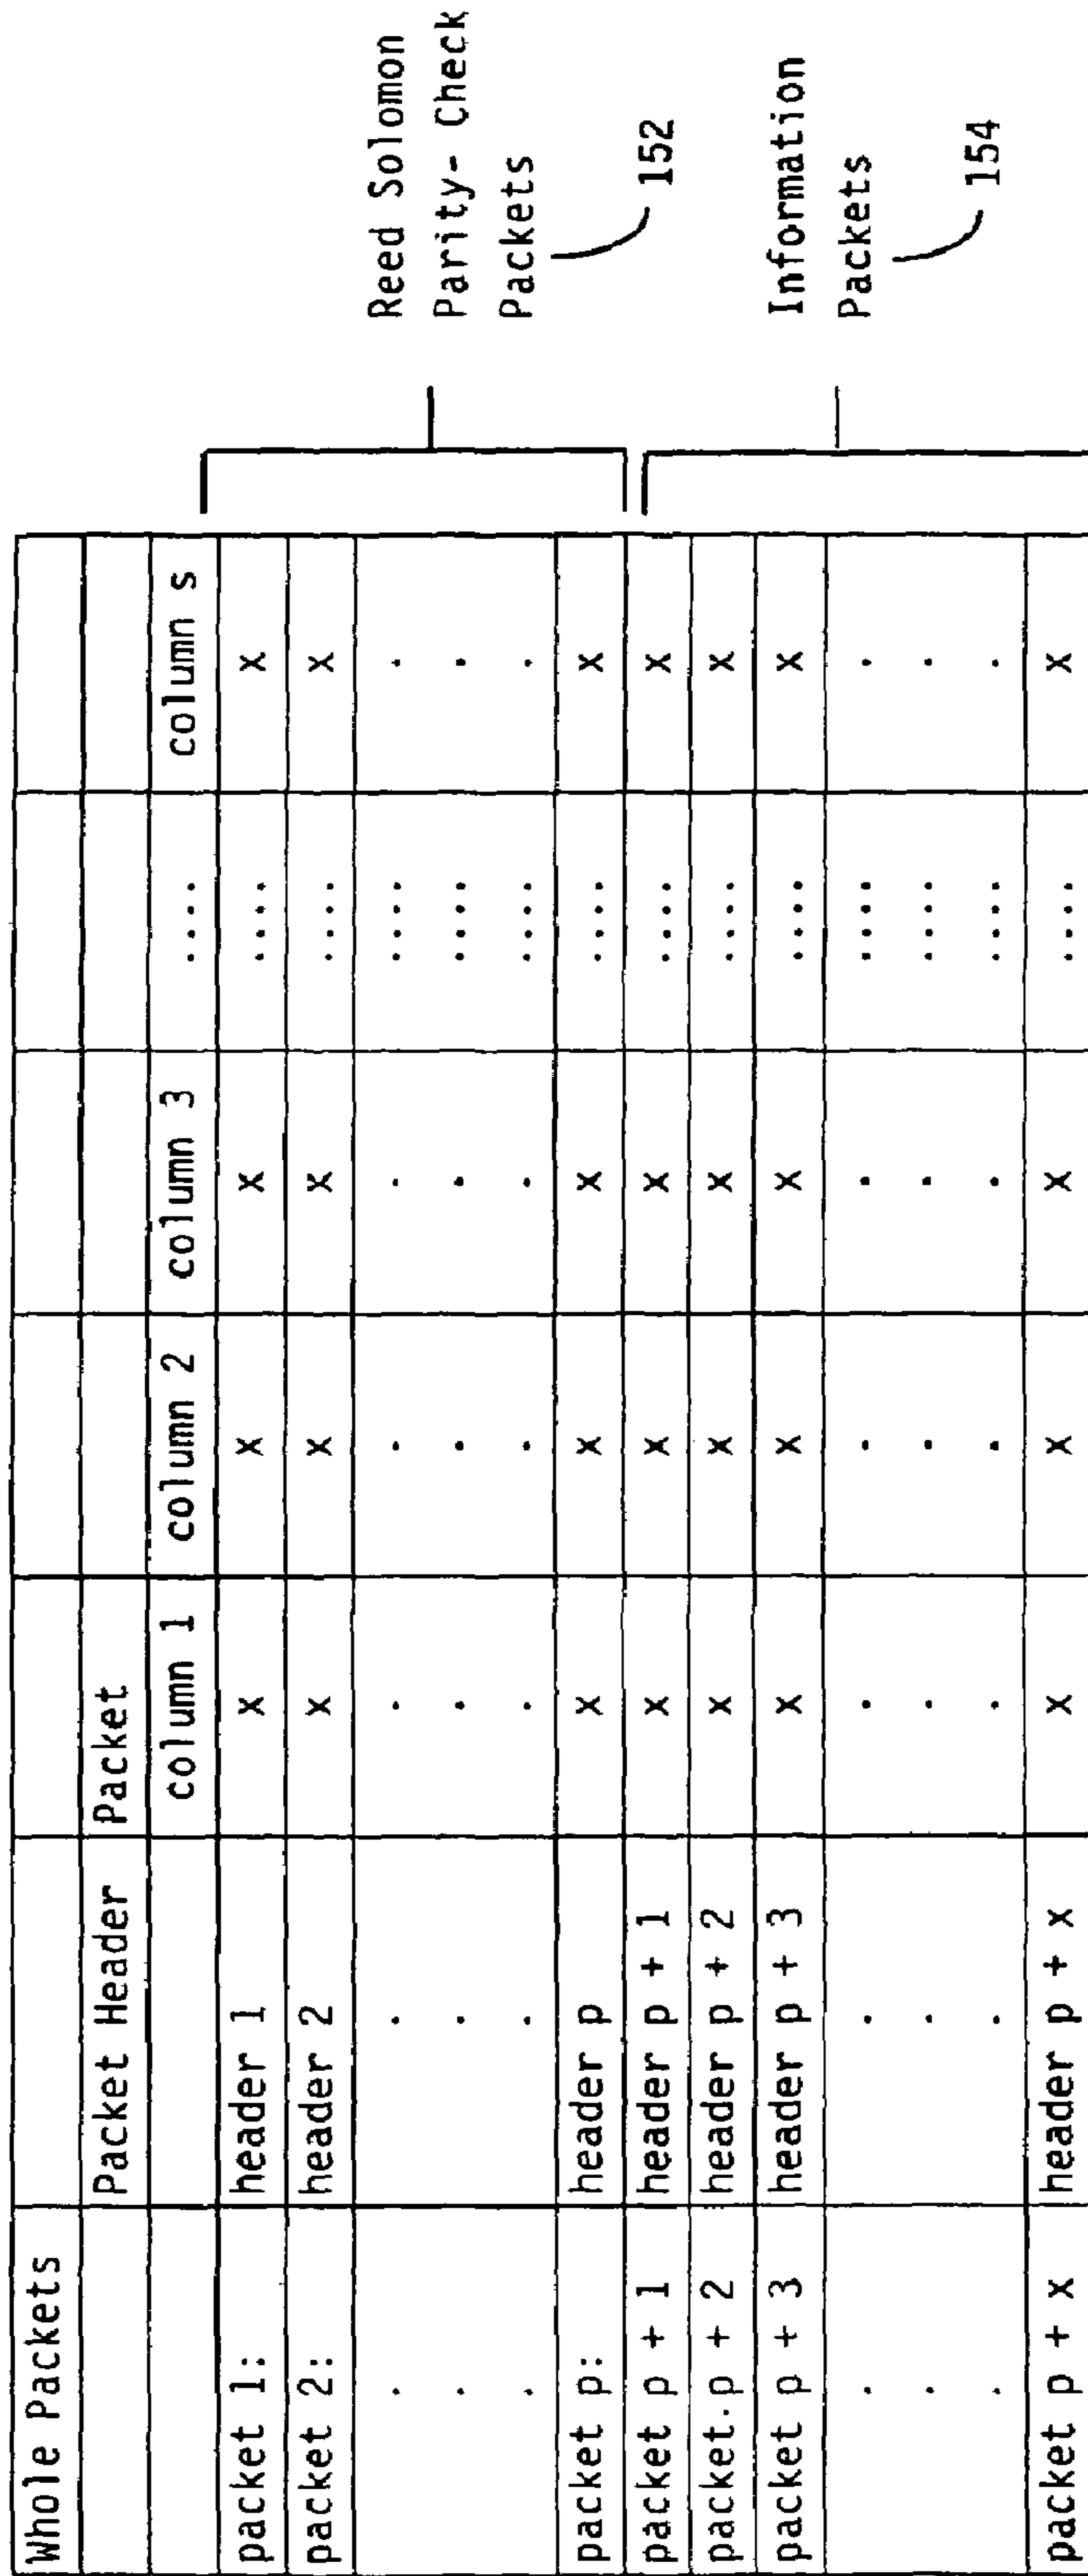 Whole Packets
Packet Header Packet
column 1 column 2 column 3 .... column s
packet 1: header 1 x x x .... x
packet 2: header 2 x x x .... x
. . . . . .... .
. . . . . .... .
. . . . . .... .
packet p: header p x x x .... x
packet p + 1 header p + 1 x x x .... x
packet.p + 2 header p + 2 x x x .... x
packet p + 3 header p + 3 x x x .... x
. . . . . .... .
. . . . . .... .
. . . . . .... .
packet p + x header p + x x x x .... x
Reed Solomon
Parity- Check
Packets
152
Information
Packets
154